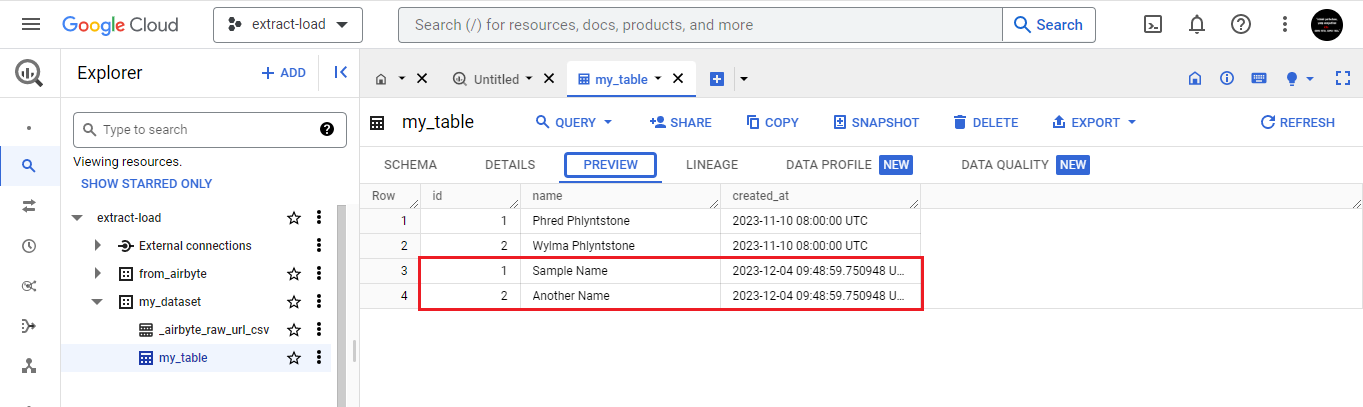 Google Cloud extract-load Search (/) for resources, docs, products, and more Search
Explorer + ADD Untitled my_table
Type to search
Viewing resources.
SHOW STARRED ONLY
extract-load
External connections
from_airbyte
my_dataset
_airbyte_raw_url_csv
my_table
my_table QUERY SHARE COPY SNAPSHOT DELETE EXPORT REFRESH
SCHEMA DETAILS PREVIEW LINEAGE DATA PROFILE NEW DATA QUALITY NEW
Row id name created_at
1 1 Phred Phlyntstone 2023-11-10 08:00:00 UTC
2 2 Wylma Phlyntstone 2023-11-10 08:00:00 UTC
3 1 Sample Name 2023-12-04 09:48:59.750948 U...
4 2 Another Name 2023-12-04 09:48:59.750948 U...